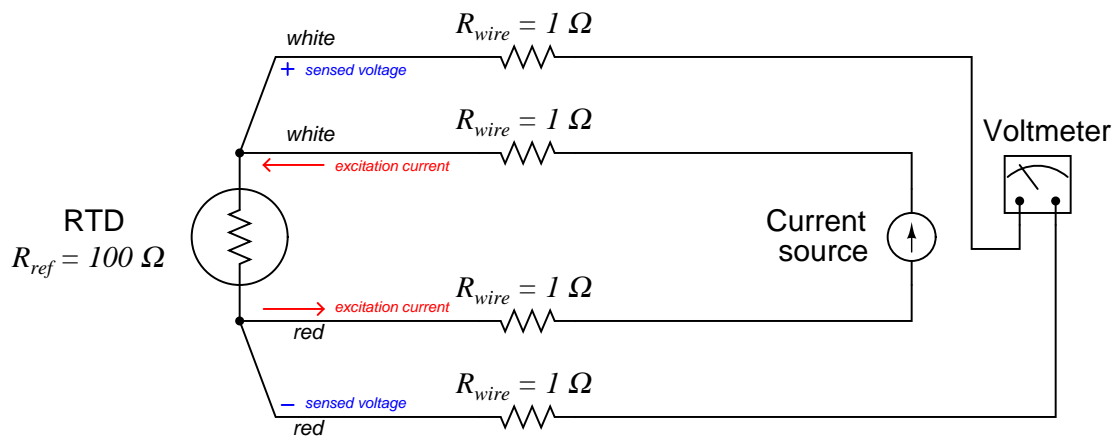 white
R_wire = 1 Ω
+ sensed voltage
white
R_wire = 1 Ω
Voltmeter
excitation current
RTD
R_ref = 100 Ω
Current
source
R_wire = 1 Ω
excitation current
red
R_wire = 1 Ω
− sensed voltage
red